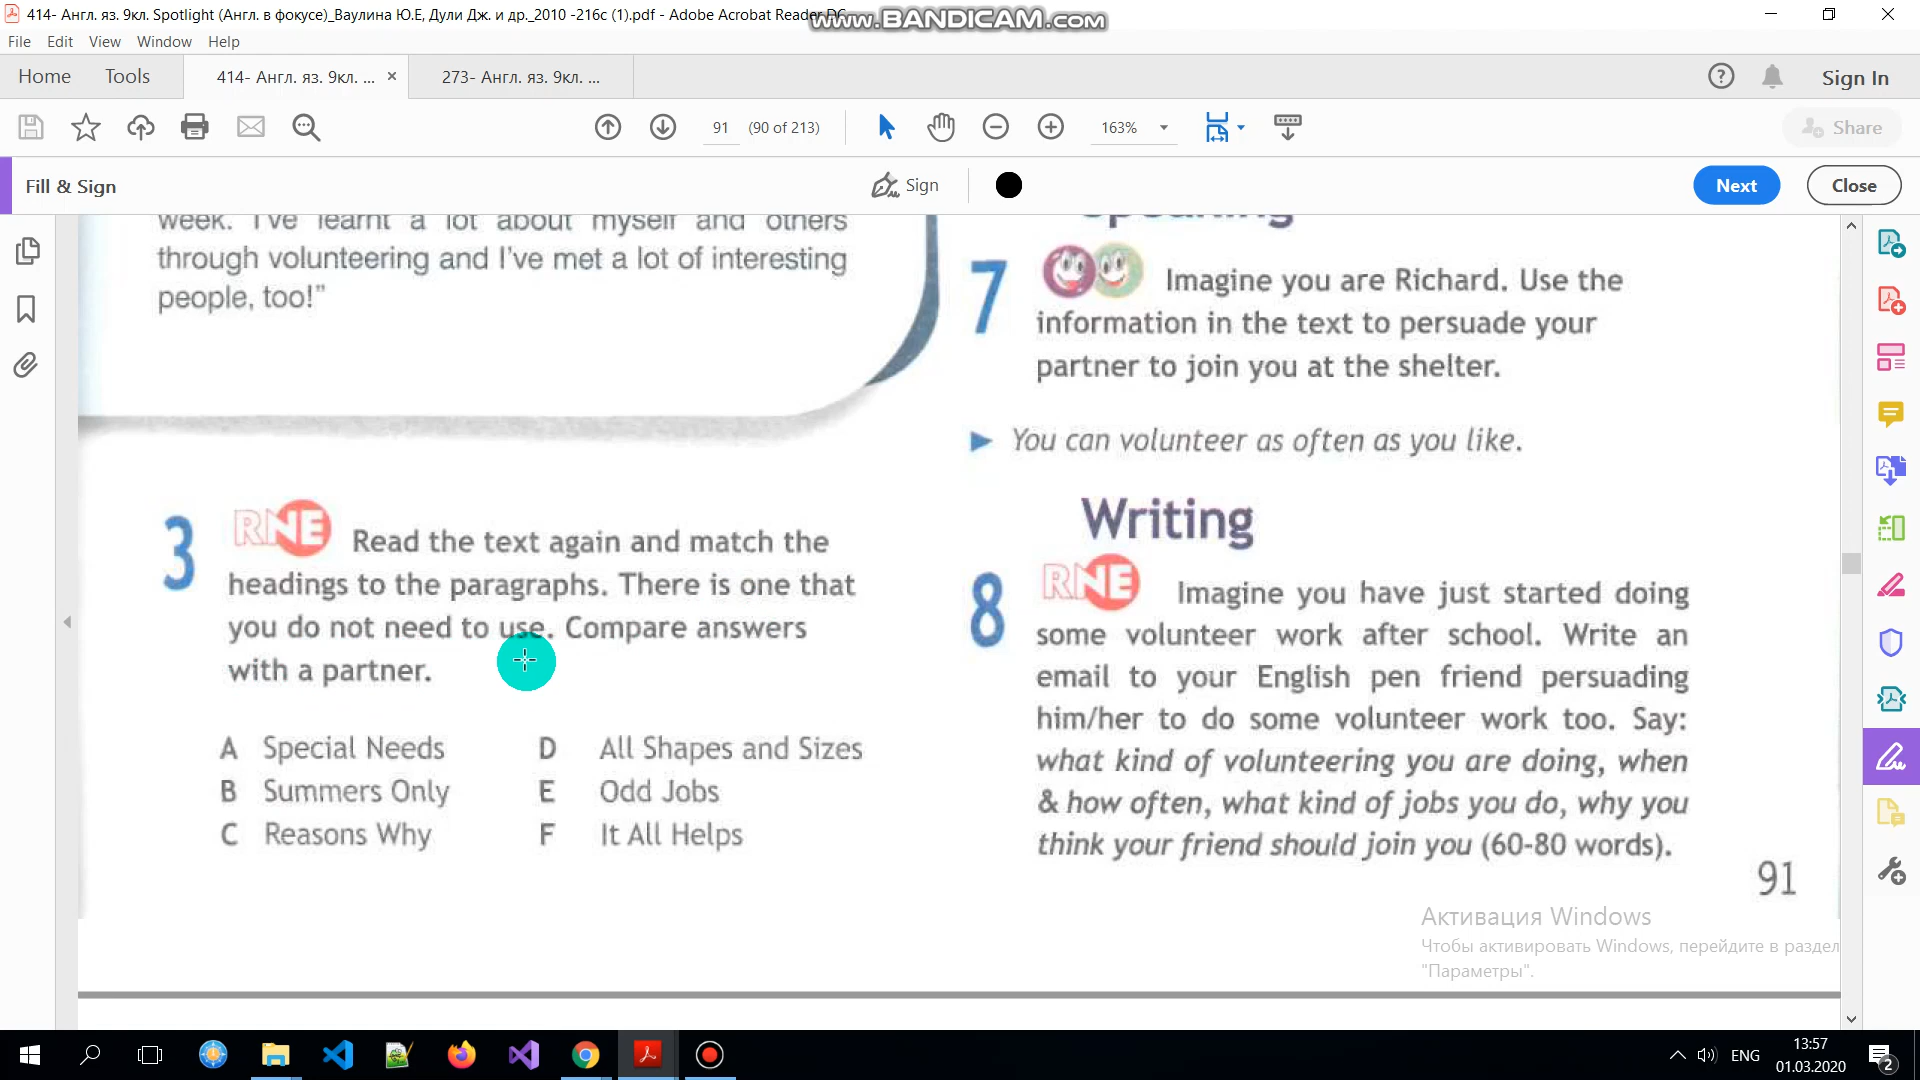 414- Англ. яз. 9кл. Spotlight (Англ. в фокусе)_Ваулина Ю.Е, Дули Дж. и др._2010 -216с (1).pdf - Adobe Acrobat Reader DC
www.BANDICAM.com
File Edit View Window Help
Home Tools 414- Англ. яз. 9кл. ... × 273- Англ. яз. 9кл. ... Sign In
91 (90 of 213) 163% Share
Fill & Sign Sign Next Close
week. I've learnt a lot about myself and others
through volunteering and I've met a lot of interesting
people, too!"
3 RNE Read the text again and match the
headings to the paragraphs. There is one that
you do not need to use. Compare answers
with a partner.
A Special Needs D All Shapes and Sizes
B Summers Only E Odd Jobs
C Reasons Why F It All Helps
Speaking
7 Imagine you are Richard. Use the
information in the text to persuade your
partner to join you at the shelter.
You can volunteer as often as you like.
Writing
8 RNE Imagine you have just started doing
some volunteer work after school. Write an
email to your English pen friend persuading
him/her to do some volunteer work too. Say:
what kind of volunteering you are doing, when
& how often, what kind of jobs you do, why you
think your friend should join you (60-80 words).
91
Активация Windows
Чтобы активировать Windows, перейдите в раздел
"Параметры".
ENG 13:57
01.03.2020
2